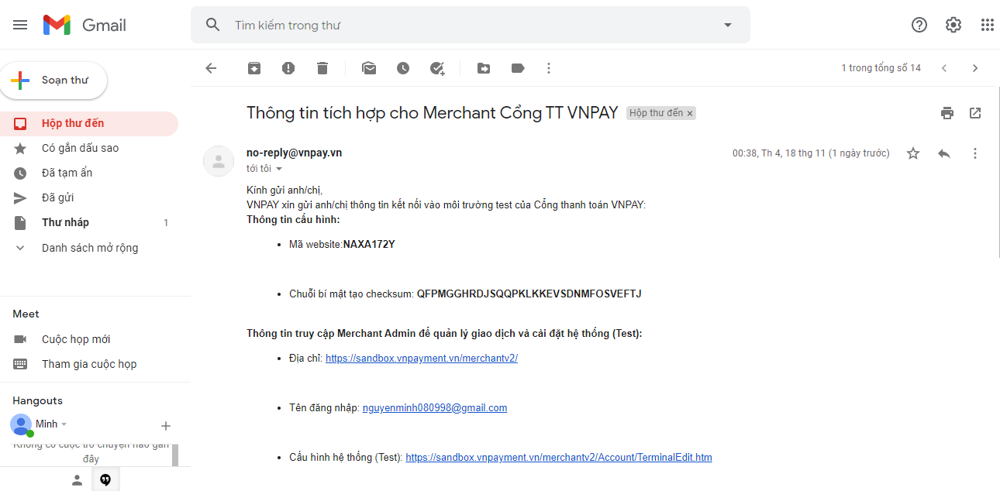 Gmail
Tìm kiếm trong thư
Soạn thư
1 trong tổng số 14
Hộp thư đến
Có gắn dấu sao
Đã tạm ẩn
Đã gửi
Thư nháp 1
Danh sách mở rộng
Meet
Cuộc họp mới
Tham gia cuộc họp
Hangouts
Minh
Không có cuộc trò chuyện nào gần
đây
Thông tin tích hợp cho Merchant Cổng TT VNPAY Hộp thư đến ×
no-reply@vnpay.vn 00:38, Th 4, 18 thg 11 (1 ngày trước)
tới tôi
Kính gửi anh/chị,
VNPAY xin gửi anh/chị thông tin kết nối vào môi trường test của Cổng thanh toán VNPAY:
Thông tin cấu hình:
• Mã website:NAXA172Y
• Chuỗi bí mật tạo checksum: QFPMGGHRDJSQQPKLKKEVSDNMFOSVEFTJ
Thông tin truy cập Merchant Admin để quản lý giao dịch và cài đặt hệ thống (Test):
• Địa chỉ: https://sandbox.vnpayment.vn/merchantv2/
• Tên đăng nhập: nguyenminh080998@gmail.com
• Cấu hình hệ thống (Test): https://sandbox.vnpayment.vn/merchantv2/Account/TerminalEdit.htm